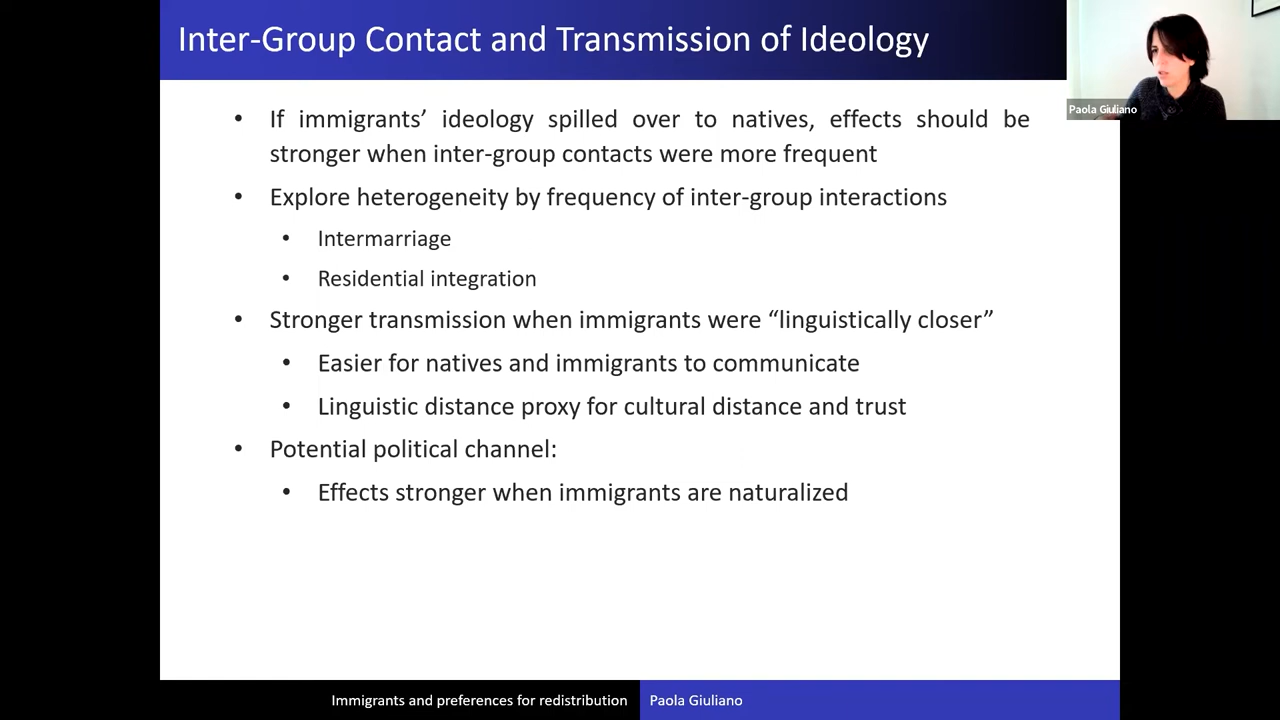 Inter-Group Contact and Transmission of Ideology
Paola Giuliano
• If immigrants’ ideology spilled over to natives, effects should be
stronger when inter-group contacts were more frequent
• Explore heterogeneity by frequency of inter-group interactions
• Intermarriage
• Residential integration
• Stronger transmission when immigrants were “linguistically closer”
• Easier for natives and immigrants to communicate
• Linguistic distance proxy for cultural distance and trust
• Potential political channel:
• Effects stronger when immigrants are naturalized
Immigrants and preferences for redistribution
Paola Giuliano